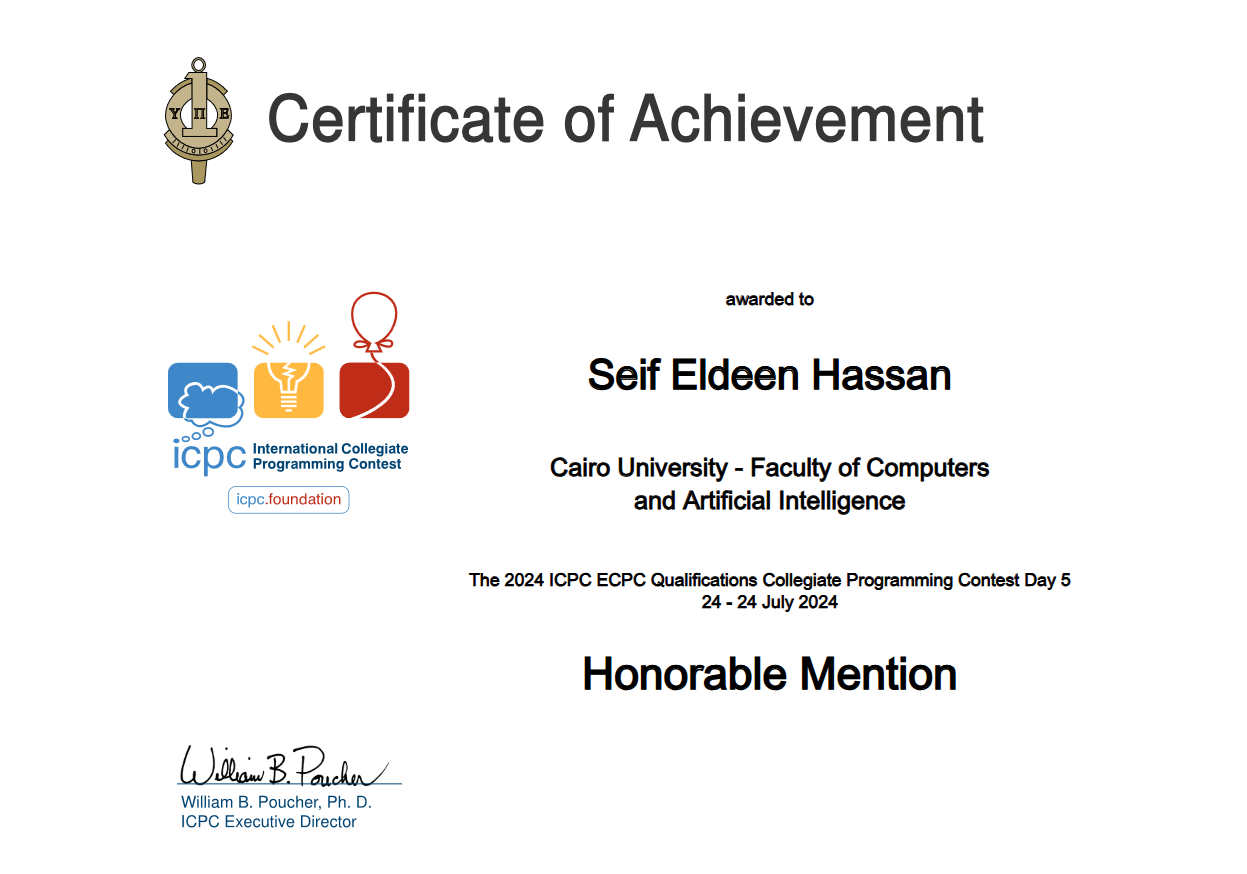 Υ Π Ε
Certificate of Achievement
awarded to
Seif Eldeen Hassan
icpc International Collegiate
Programming Contest
icpc.foundation
Cairo University - Faculty of Computers
and Artificial Intelligence
The 2024 ICPC ECPC Qualifications Collegiate Programming Contest Day 5
24 - 24 July 2024
Honorable Mention
William B. Poucher
William B. Poucher, Ph. D.
ICPC Executive Director